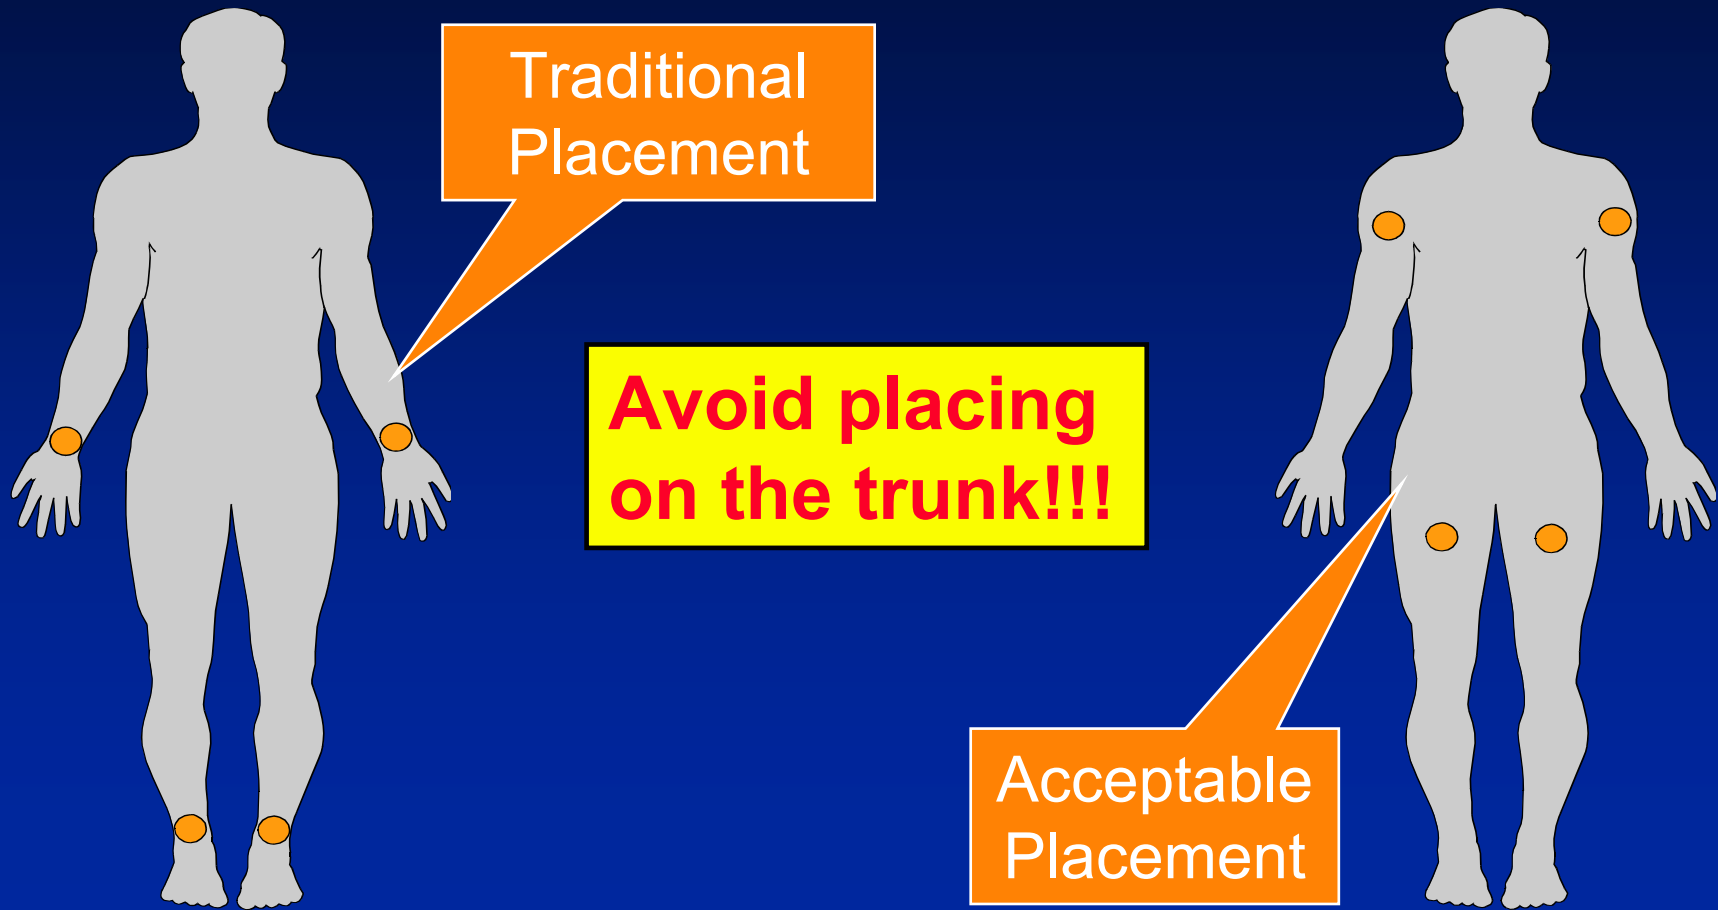 Traditional
Placement
Avoid placing
on the trunk!!!
Acceptable
Placement